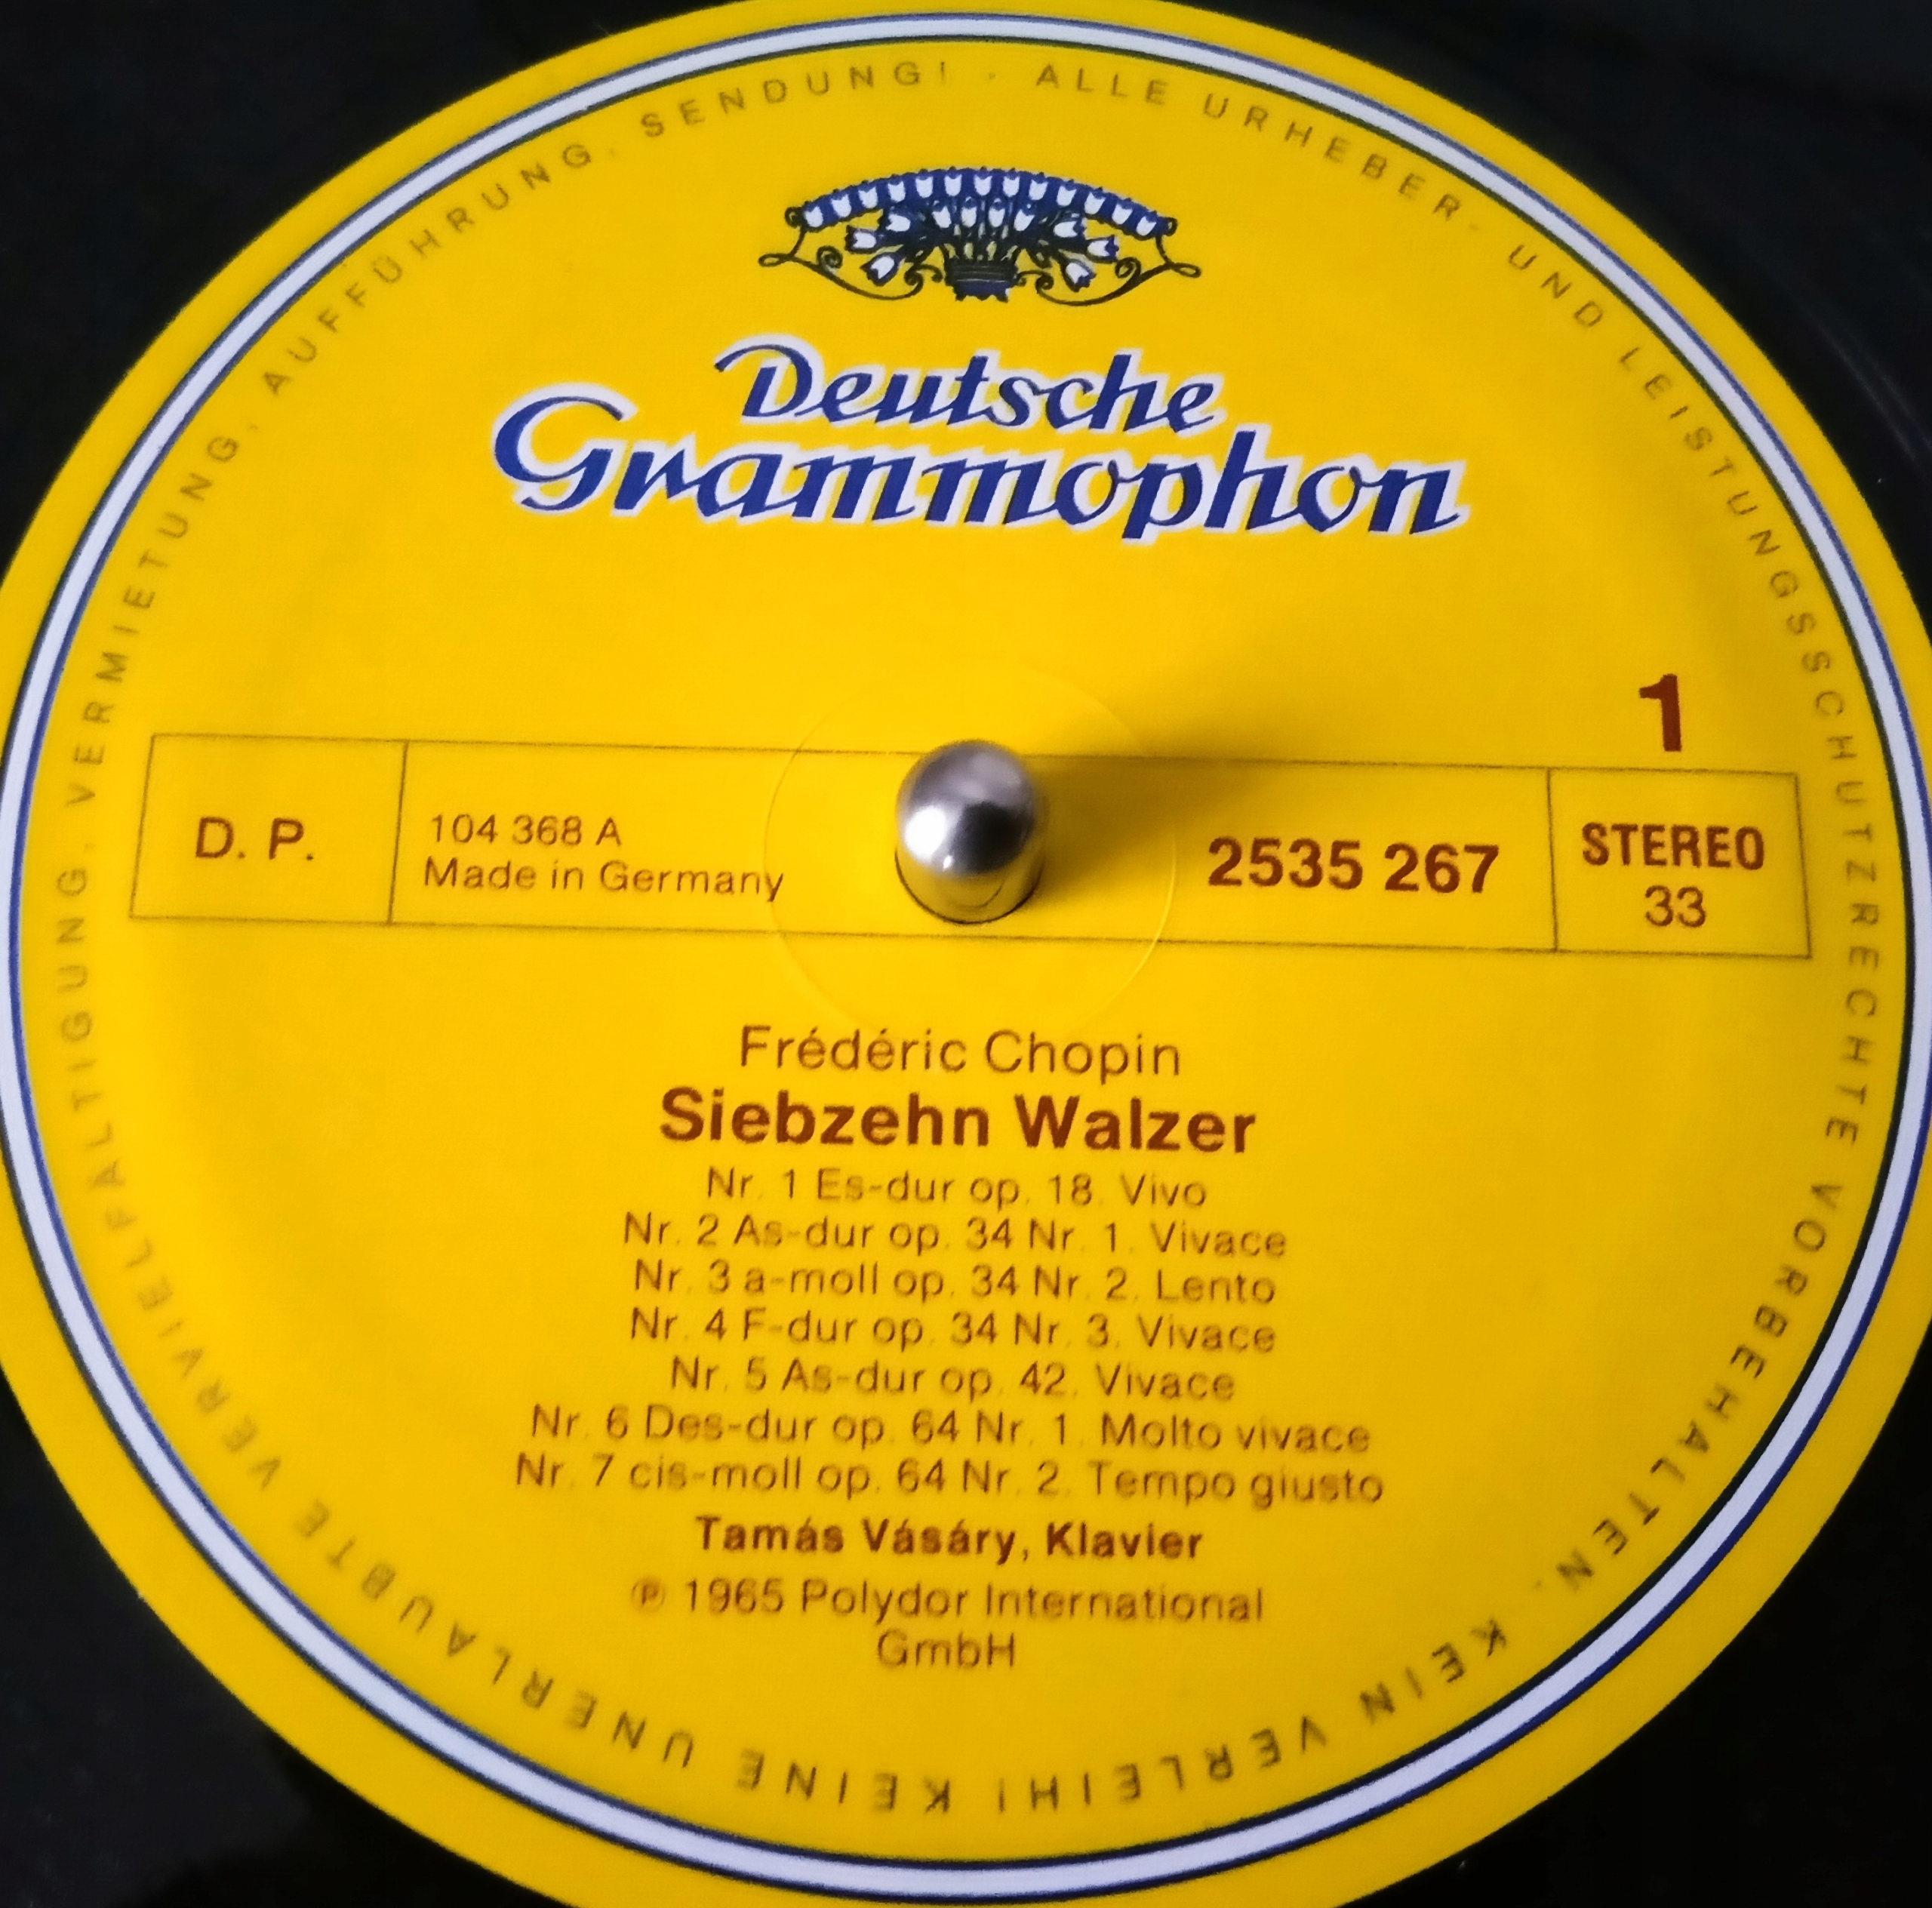 Deutsche
Grammophon
1
D. P.
104 368 A
Made in Germany
2535 267
STEREO
33
Frédéric Chopin
Siebzehn Walzer
Nr. 1 Es-dur op. 18. Vivo
Nr. 2 As-dur op. 34 Nr. 1. Vivace
Nr. 3 a-moll op. 34 Nr. 2. Lento
Nr. 4 F-dur op. 34 Nr. 3. Vivace
Nr. 5 As-dur op. 42. Vivace
Nr. 6 Des-dur op. 64 Nr. 1. Molto vivace
Nr. 7 cis-moll op. 64 Nr. 2. Tempo giusto
Tamás Vásáry, Klavier
℗ 1965 Polydor International
GmbH
ALLE URHEBER- UND LEISTUNGSSCHUTZRECHTE VORBEHALTEN. KEIN VERLEIH! KEINE UNERLAUBTE VERVIELFÄLTIGUNG, VERMIETUNG, AUFFÜHRUNG, SENDUNG!